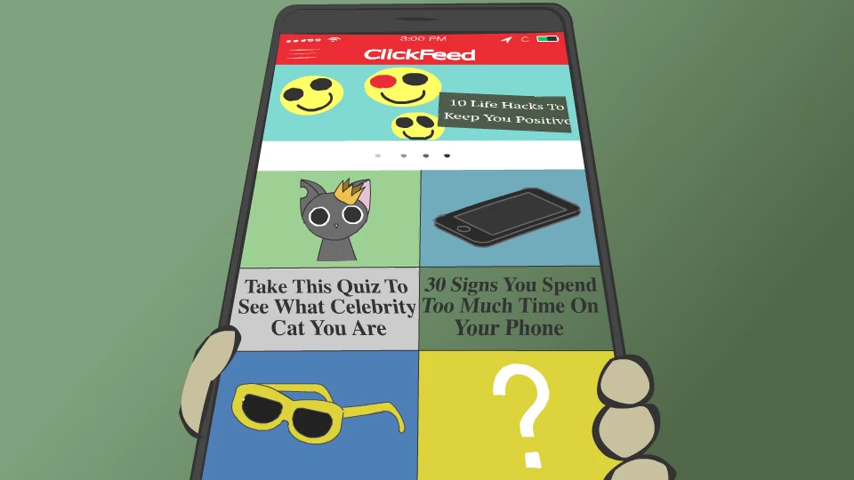 3:00 PM
ClickFeed
10 Life Hacks To
Keep You Positive
Take This Quiz To
See What Celebrity
Cat You Are
30 Signs You Spend
Too Much Time On
Your Phone
?